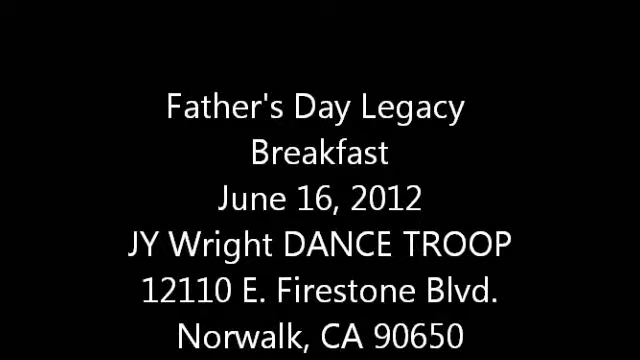 Father's Day Legacy
Breakfast
June 16, 2012
JY Wright DANCE TROOP
12110 E. Firestone Blvd.
Norwalk, CA 90650